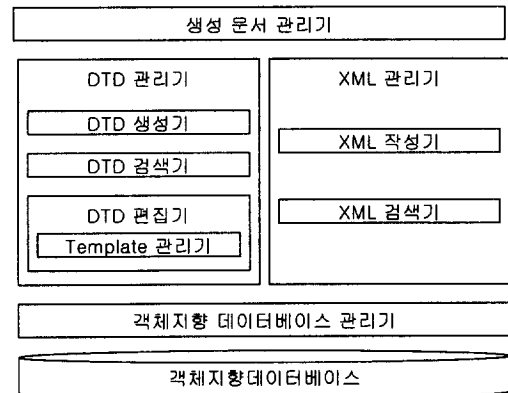 생성 문서 관리기
DTD 관리기
DTD 생성기
DTD 검색기
DTD 편집기
Template 관리기
XML 관리기
XML 작성기
XML 검색기
객체지향 데이터베이스 관리기
객체지향데이터베이스